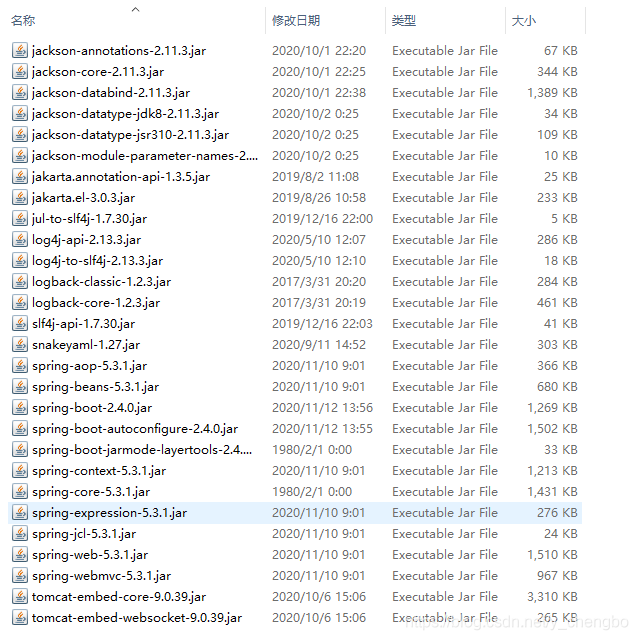 名称 修改日期 类型 大小
jackson-annotations-2.11.3.jar 2020/10/1 22:20 Executable Jar File 67 KB
jackson-core-2.11.3.jar 2020/10/1 22:25 Executable Jar File 344 KB
jackson-databind-2.11.3.jar 2020/10/1 22:38 Executable Jar File 1,389 KB
jackson-datatype-jdk8-2.11.3.jar 2020/10/2 0:25 Executable Jar File 34 KB
jackson-datatype-jsr310-2.11.3.jar 2020/10/2 0:25 Executable Jar File 109 KB
jackson-module-parameter-names-2.... 2020/10/2 0:25 Executable Jar File 10 KB
jakarta.annotation-api-1.3.5.jar 2019/8/2 11:08 Executable Jar File 25 KB
jakarta.el-3.0.3.jar 2019/8/26 10:58 Executable Jar File 233 KB
jul-to-slf4j-1.7.30.jar 2019/12/16 22:00 Executable Jar File 5 KB
log4j-api-2.13.3.jar 2020/5/10 12:07 Executable Jar File 286 KB
log4j-to-slf4j-2.13.3.jar 2020/5/10 12:10 Executable Jar File 18 KB
logback-classic-1.2.3.jar 2017/3/31 20:20 Executable Jar File 284 KB
logback-core-1.2.3.jar 2017/3/31 20:19 Executable Jar File 461 KB
slf4j-api-1.7.30.jar 2019/12/16 22:03 Executable Jar File 41 KB
snakeyaml-1.27.jar 2020/9/11 14:52 Executable Jar File 303 KB
spring-aop-5.3.1.jar 2020/11/10 9:01 Executable Jar File 366 KB
spring-beans-5.3.1.jar 2020/11/10 9:01 Executable Jar File 680 KB
spring-boot-2.4.0.jar 2020/11/12 13:56 Executable Jar File 1,269 KB
spring-boot-autoconfigure-2.4.0.jar 2020/11/12 13:55 Executable Jar File 1,502 KB
spring-boot-jarmode-layertools-2.4.... 1980/2/1 0:00 Executable Jar File 33 KB
spring-context-5.3.1.jar 2020/11/10 9:01 Executable Jar File 1,213 KB
spring-core-5.3.1.jar 1980/2/1 0:00 Executable Jar File 1,431 KB
spring-expression-5.3.1.jar 2020/11/10 9:01 Executable Jar File 276 KB
spring-jcl-5.3.1.jar 2020/11/10 9:01 Executable Jar File 24 KB
spring-web-5.3.1.jar 2020/11/10 9:01 Executable Jar File 1,510 KB
spring-webmvc-5.3.1.jar 2020/11/10 9:01 Executable Jar File 967 KB
tomcat-embed-core-9.0.39.jar 2020/10/6 15:06 Executable Jar File 3,310 KB
tomcat-embed-websocket-9.0.39.jar 2020/10/6 15:06 Executable Jar File 265 KB